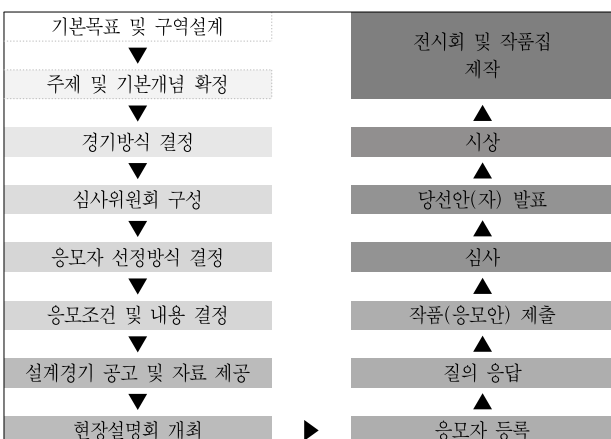 기본목표 및 구역설계
주제 및 기본개념 확정
경기방식 결정
심사위원회 구성
응모자 선정방식 결정
응모조건 및 내용 결정
설계경기 공고 및 자료 제공
현장설명회 개최
응모자 등록
질의 응답
작품(응모안) 제출
심사
당선안(자) 발표
시상
전시회 및 작품집
제작